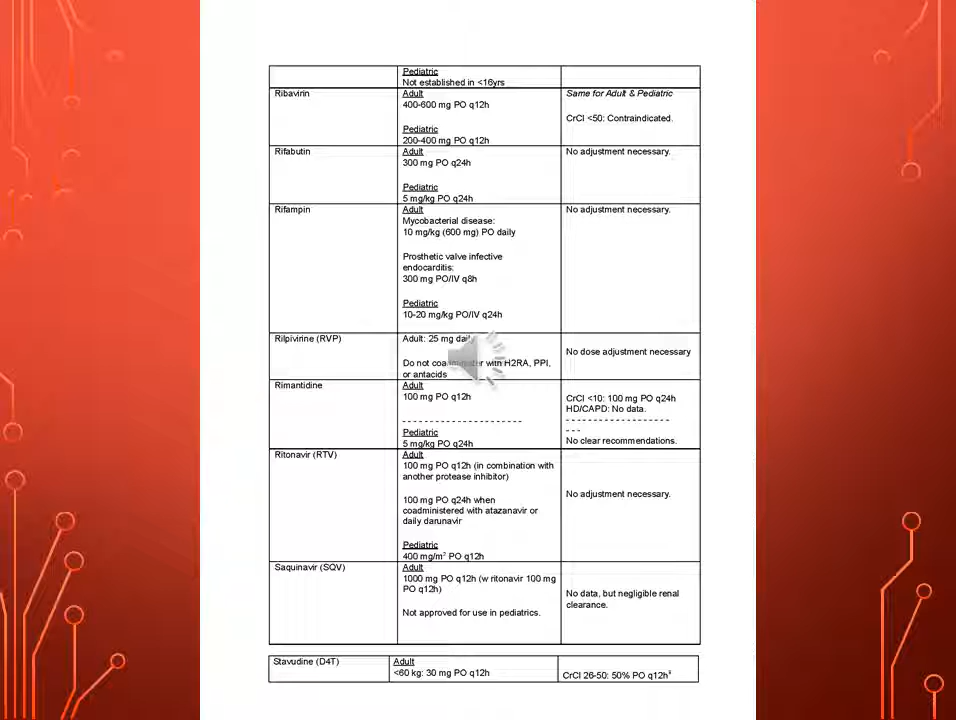 Pediatric
Not established in <16yrs
Ribavirin
Adult
400-600 mg PO q12h
Pediatric
200-400 mg PO q12h
Same for Adult & Pediatric
CrCl <50: Contraindicated.
Rifabutin
Adult
300 mg PO q24h
Pediatric
5 mg/kg PO q24h
No adjustment necessary.
Rifampin
Adult
Mycobacterial disease:
10 mg/kg (600 mg) PO daily
Prosthetic valve infective
endocarditis:
300 mg PO/IV q8h
Pediatric
10-20 mg/kg PO/IV q24h
No adjustment necessary.
Rilpivirine (RVP)
Adult: 25 mg daily
Do not coadminister with H2RA, PPI,
or antacids
No dose adjustment necessary
Rimantidine
Adult
100 mg PO q12h
- - - - - - - - - - - - - - - - - - - - - -
Pediatric
5 mg/kg PO q24h
CrCl <10: 100 mg PO q24h
HD/CAPD: No data.
- - - - - - - - - - - - - - - - - - -
- - -
No clear recommendations.
Ritonavir (RTV)
Adult
100 mg PO q12h (in combination with
another protease inhibitor)
100 mg PO q24h when
coadministered with atazanavir or
daily darunavir
Pediatric
400 mg/m² PO q12h
No adjustment necessary.
Saquinavir (SQV)
Adult
1000 mg PO q12h (w ritonavir 100 mg
PO q12h)
Not approved for use in pediatrics.
No data, but negligible renal
clearance.
Stavudine (D4T)
Adult
<60 kg: 30 mg PO q12h
CrCl 26-50: 50% PO q12h